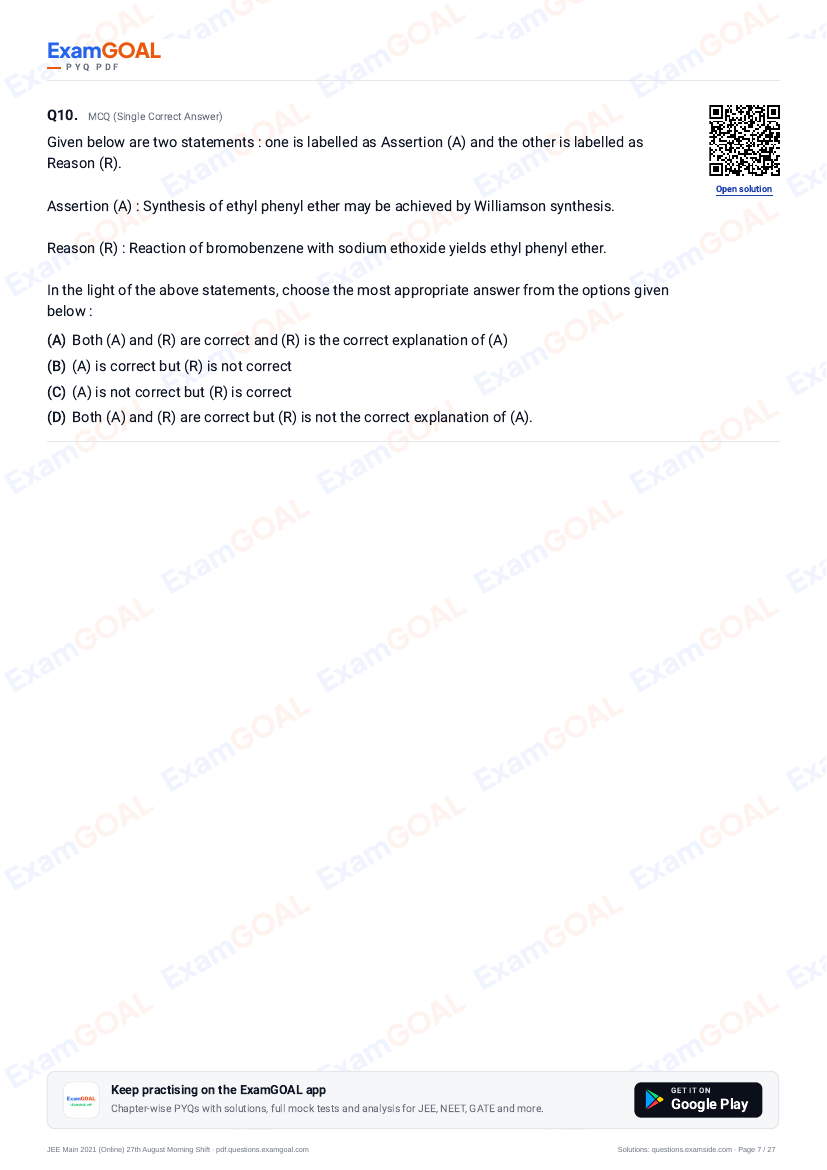 ExamGOAL
PYQ PDF
Q10. MCQ (Single Correct Answer)
Given below are two statements : one is labelled as Assertion (A) and the other is labelled as
Reason (R).
Open solution
Assertion (A) : Synthesis of ethyl phenyl ether may be achieved by Williamson synthesis.
Reason (R) : Reaction of bromobenzene with sodium ethoxide yields ethyl phenyl ether.
In the light of the above statements, choose the most appropriate answer from the options given
below :
(A) Both (A) and (R) are correct and (R) is the correct explanation of (A)
(B) (A) is correct but (R) is not correct
(C) (A) is not correct but (R) is correct
(D) Both (A) and (R) are correct but (R) is not the correct explanation of (A).
ExamGOAL
Keep practising on the ExamGOAL app
Chapter-wise PYQs with solutions, full mock tests and analysis for JEE, NEET, GATE and more.
GET IT ON
Google Play
JEE Main 2021 (Online) 27th August Morning Shift · pdf.questions.examgoal.com
Solutions: questions.examside.com · Page 7 / 27